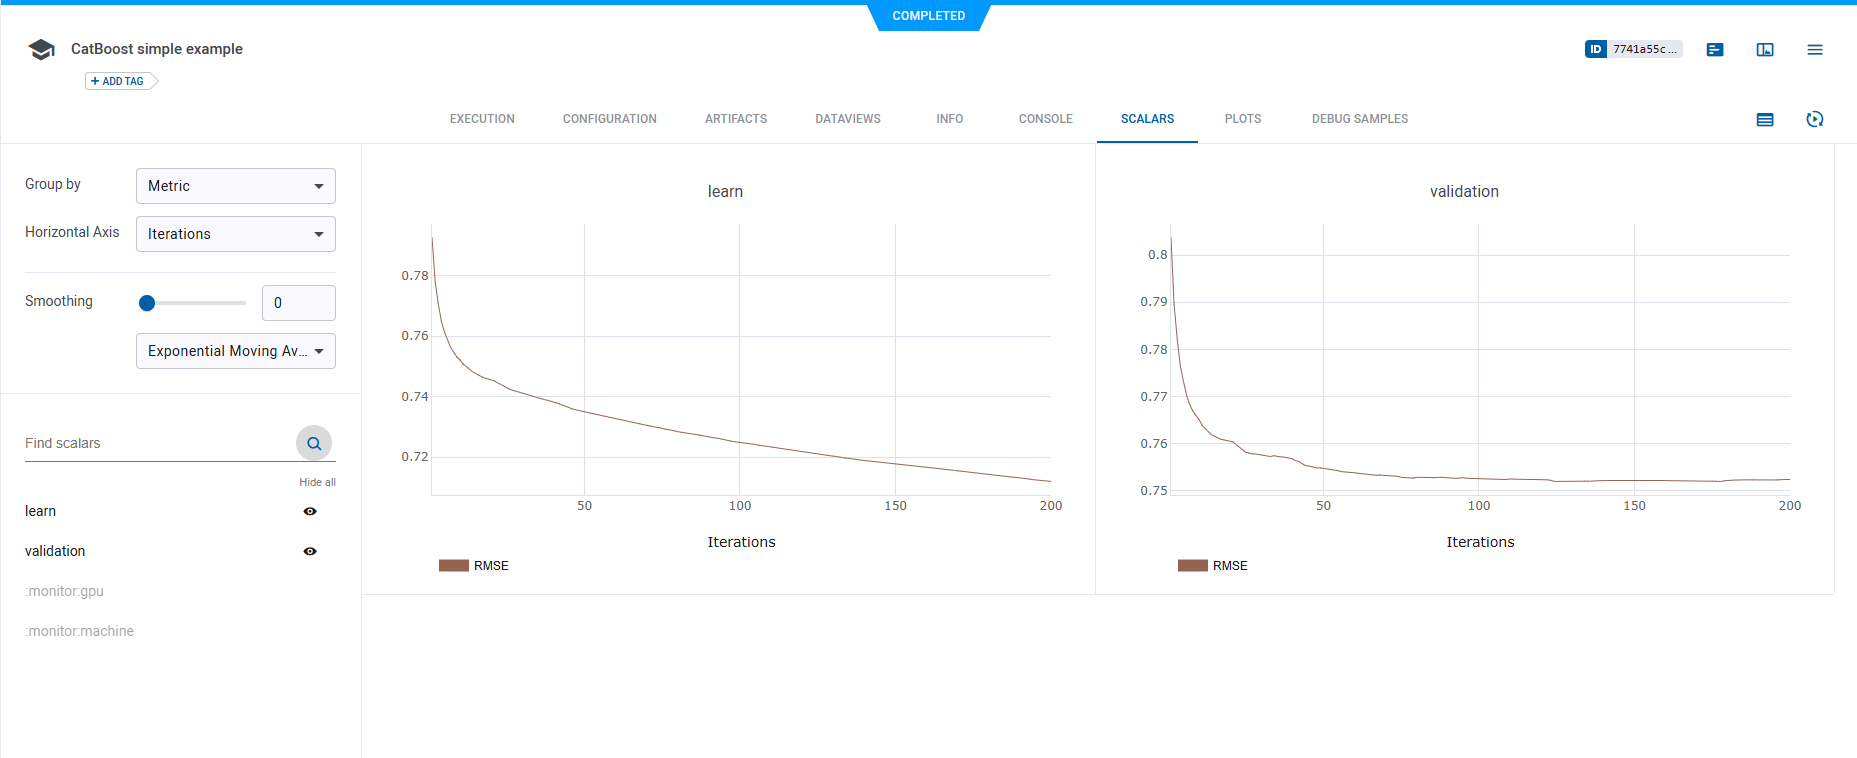 COMPLETED
CatBoost simple example
ID 7741a55c ...
+ ADD TAG
EXECUTION CONFIGURATION ARTIFACTS DATAVIEWS INFO CONSOLE SCALARS PLOTS DEBUG SAMPLES
Group by Metric
Horizontal Axis Iterations
Smoothing 0
Exponential Moving Av...
Find scalars
Hide all
learn
validation
:monitor:gpu
:monitor:machine
learn
0.78
0.76
0.74
0.72
50 100 150 200
Iterations
RMSE
validation
0.8
0.79
0.78
0.77
0.76
0.75
50 100 150 200
Iterations
RMSE